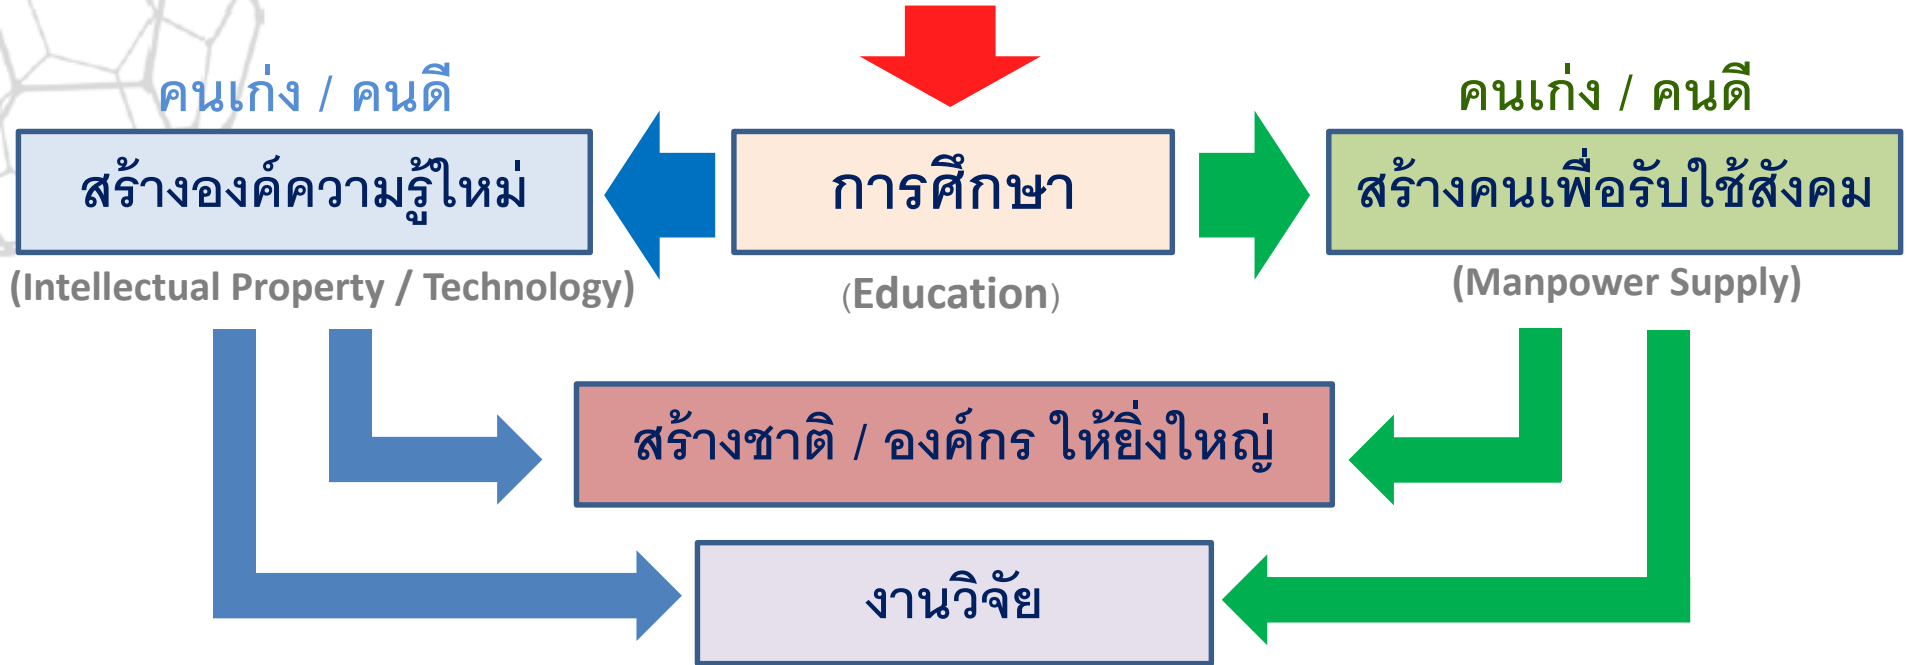 คนเก่ง / คนดี
คนเก่ง / คนดี
สร้างองค์ความรู้ใหม่
การศึกษา
สร้างคนเพื่อรับใช้สังคม
(Intellectual Property / Technology)
(Education)
(Manpower Supply)
สร้างชาติ / องค์กร ให้ยิ่งใหญ่
งานวิจัย